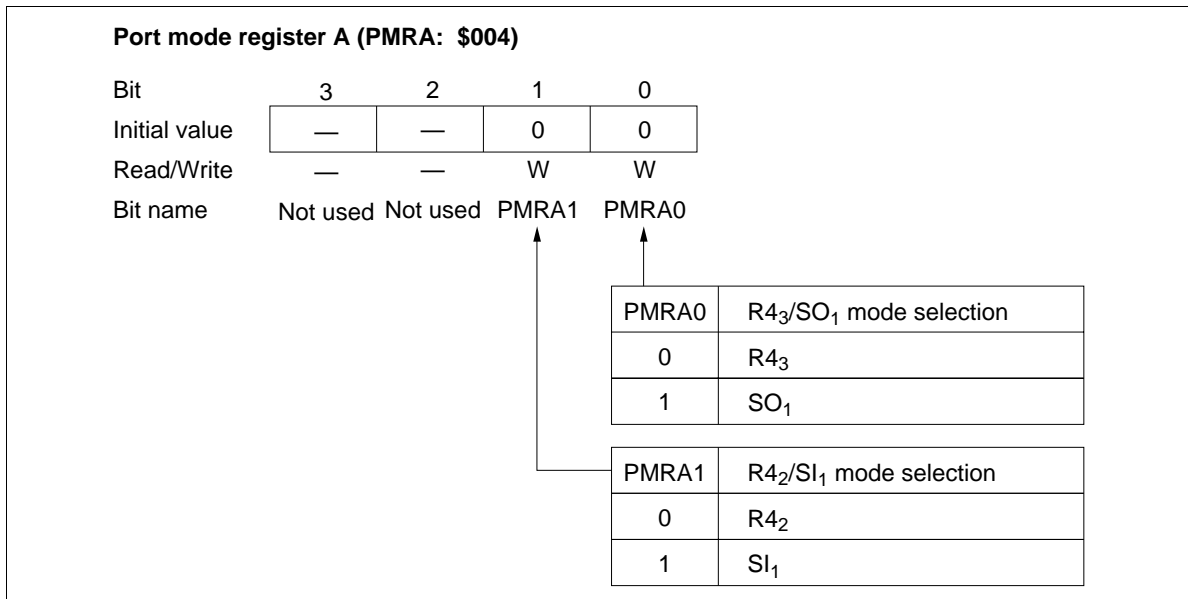 Port mode register A (PMRA: $004)
Bit 3 2 1 0
Initial value — — 0 0
Read/Write — — W W
Bit name Not used Not used PMRA1 PMRA0
PMRA0 R4₃/SO₁ mode selection
0 R4₃
1 SO₁
PMRA1 R4₂/SI₁ mode selection
0 R4₂
1 SI₁